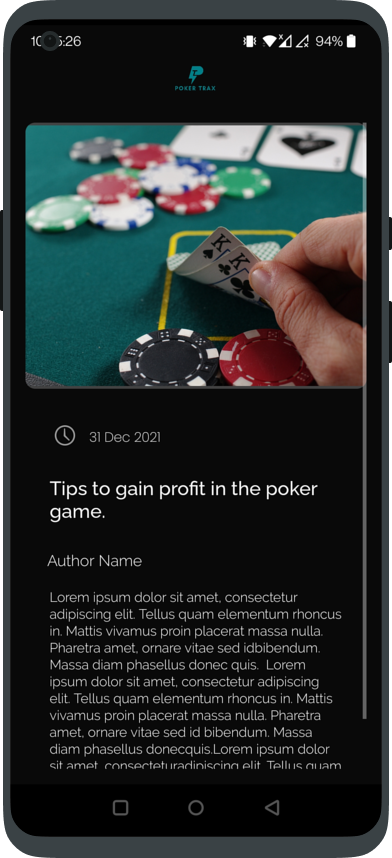 94%
POKER TRAX
K
K
31 Dec 2021
Tips to gain profit in the poker
game.
Author Name
Lorem ipsum dolor sit amet, consectetur
adipiscing elit. Tellus quam elementum rhoncus
in. Mattis vivamus proin placerat massa nulla.
Pharetra amet, ornare vitae sed idbibendum.
Massa diam phasellus donec quis.  Lorem
ipsum dolor sit amet, consectetur adipiscing
elit. Tellus quam elementum rhoncus in. Mattis
vivamus proin placerat massa nulla. Pharetra
amet, ornare vitae sed id bibendum. Massa
diam phasellus donecquis.Lorem ipsum dolor
sit amet, consecteturadipiscing elit. Tellus quam